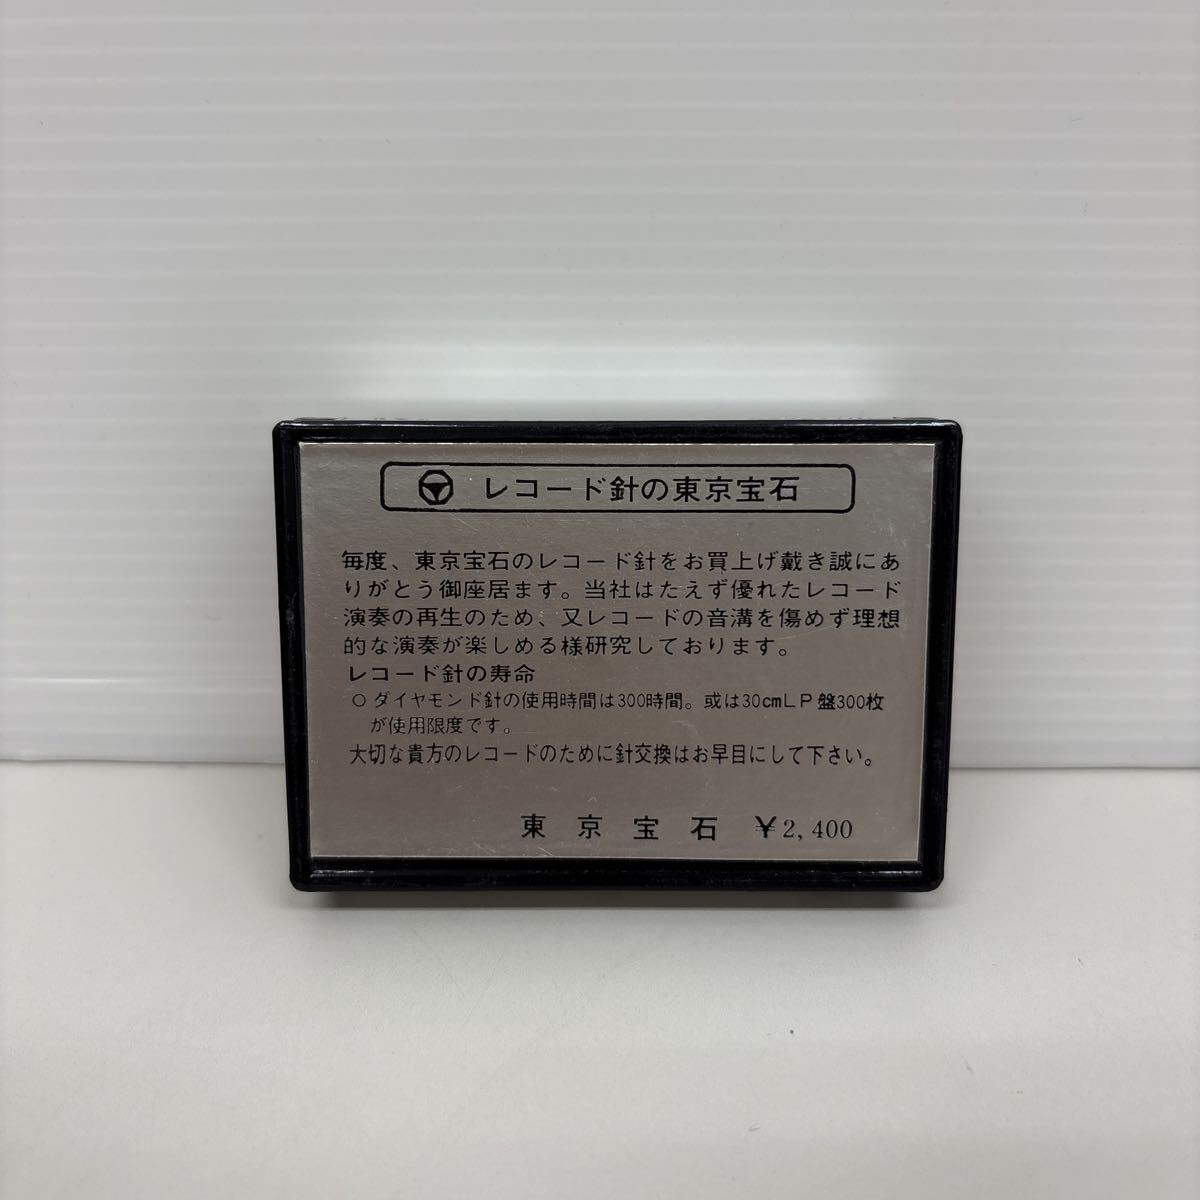 レコード針の東京宝石
毎度、東京宝石のレコード針をお買上げ戴き誠にあ
りがとう御座居ます。当社はたえず優れたレコード
演奏の再生のため、又レコードの音溝を傷めず理想
的な演奏が楽しめる様研究しております。
レコード針の寿命
○ダイヤモンド針の使用時間は300時間。或は30cmLP盤300枚
が使用限度です。
大切な貴方のレコードのために針交換はお早目にして下さい。
東京宝石 ¥2,400